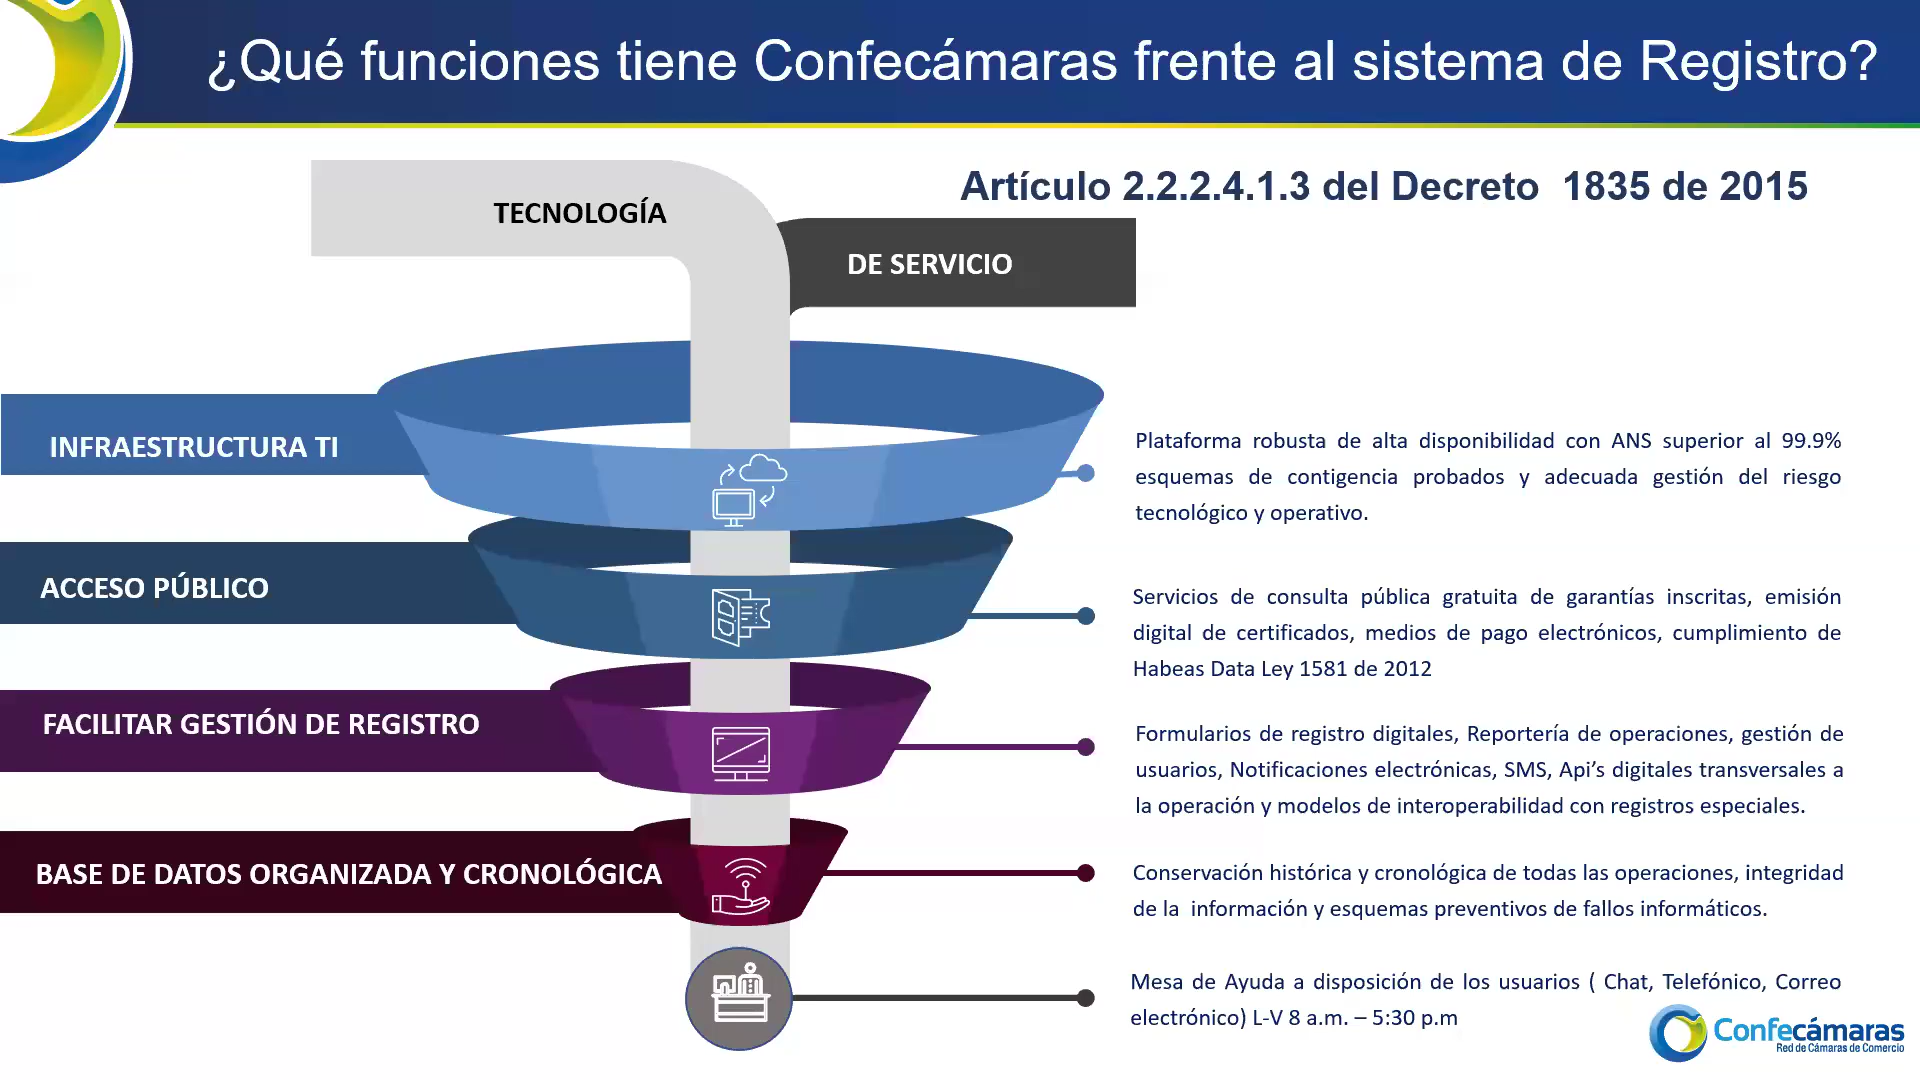 ¿Qué funciones tiene Confecámaras frente al sistema de Registro?
Artículo 2.2.2.4.1.3 del Decreto  1835 de 2015
TECNOLOGÍA
DE SERVICIO
INFRAESTRUCTURA TI
Plataforma robusta de alta disponibilidad con ANS superior al 99.9%
esquemas de contigencia probados y adecuada gestión del riesgo
tecnológico y operativo.
ACCESO PÚBLICO
Servicios de consulta pública gratuita de garantías inscritas, emisión
digital de certificados, medios de pago electrónicos, cumplimiento de
Habeas Data Ley 1581 de 2012
FACILITAR GESTIÓN DE REGISTRO
Formularios de registro digitales, Reportería de operaciones, gestión de
usuarios, Notificaciones electrónicas, SMS, Api’s digitales transversales a
la operación y modelos de interoperabilidad con registros especiales.
BASE DE DATOS ORGANIZADA Y CRONOLÓGICA
Conservación histórica y cronológica de todas las operaciones, integridad
de la  información y esquemas preventivos de fallos informáticos.
Mesa de Ayuda a disposición de los usuarios ( Chat, Telefónico, Correo
electrónico) L-V 8 a.m. – 5:30 p.m
Confecámaras
Red de Cámaras de Comercio